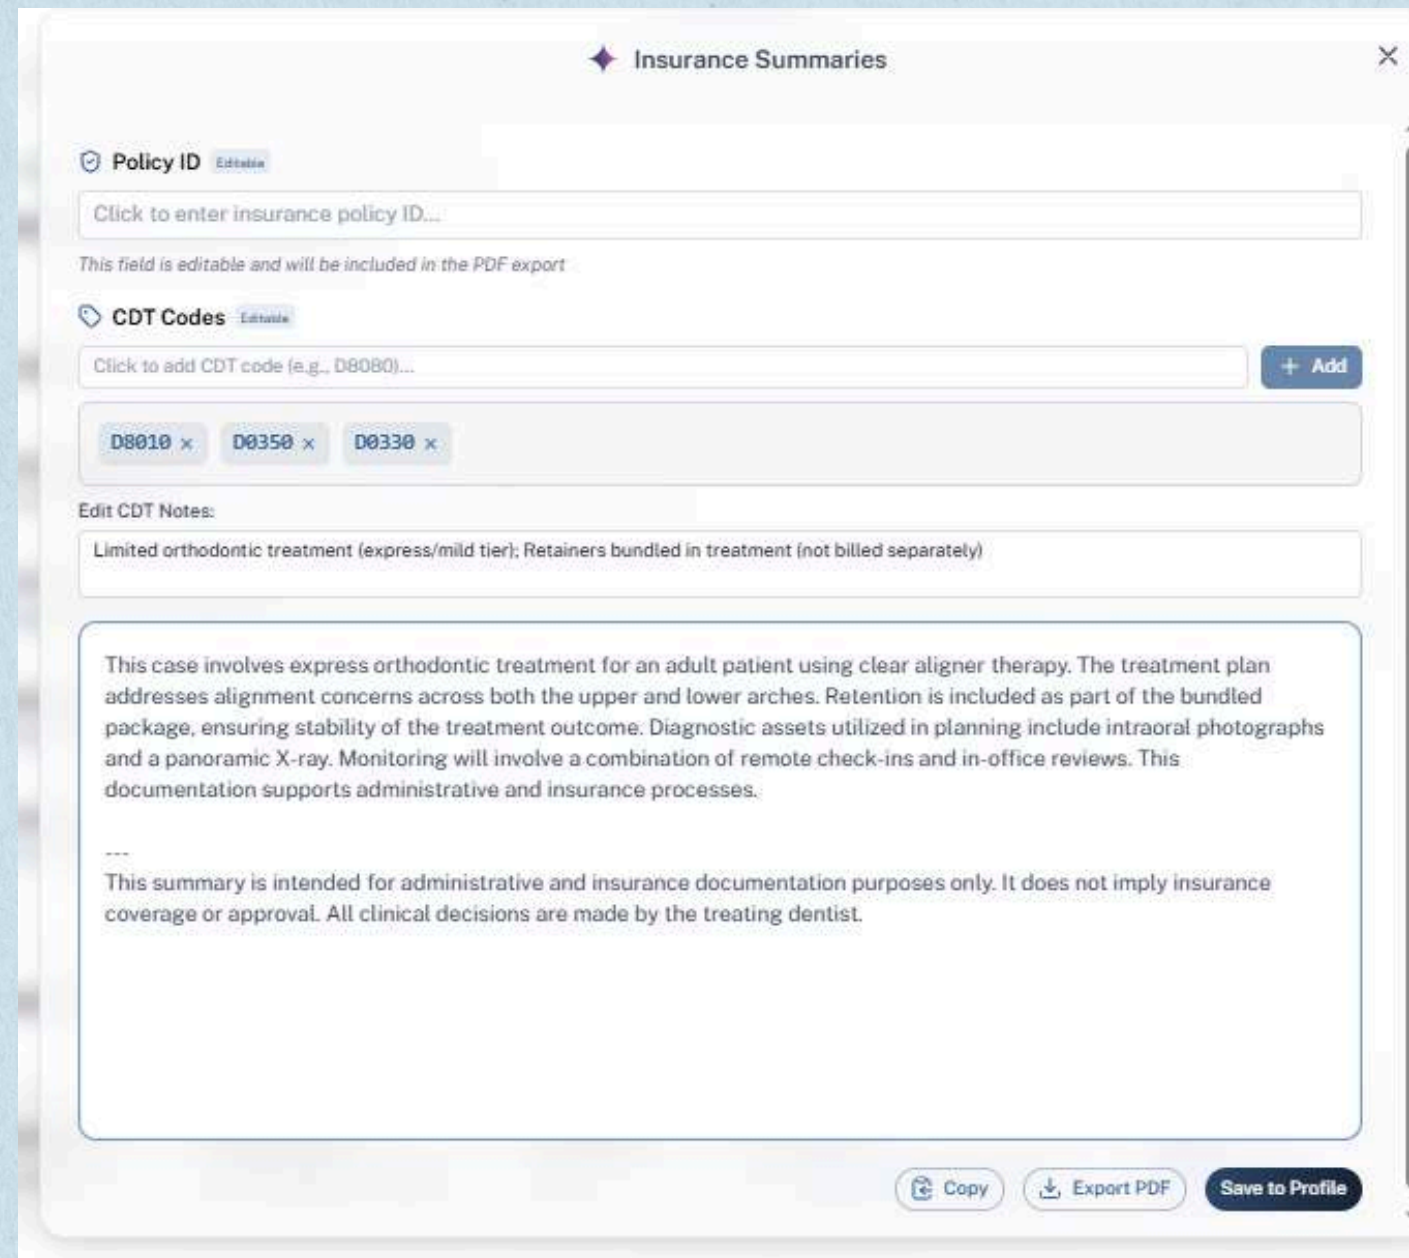 Insurance Summaries
Policy ID Editable
Click to enter insurance policy ID...
This field is editable and will be included in the PDF export
CDT Codes Editable
Click to add CDT code (e.g., D8080)...
+ Add
D8010 × D0350 × D0330 ×
Edit CDT Notes:
Limited orthodontic treatment (express/mild tier); Retainers bundled in treatment (not billed separately)
This case involves express orthodontic treatment for an adult patient using clear aligner therapy. The treatment plan
addresses alignment concerns across both the upper and lower arches. Retention is included as part of the bundled
package, ensuring stability of the treatment outcome. Diagnostic assets utilized in planning include intraoral photographs
and a panoramic X-ray. Monitoring will involve a combination of remote check-ins and in-office reviews. This
documentation supports administrative and insurance processes.
---
This summary is intended for administrative and insurance documentation purposes only. It does not imply insurance
coverage or approval. All clinical decisions are made by the treating dentist.
Copy Export PDF Save to Profile